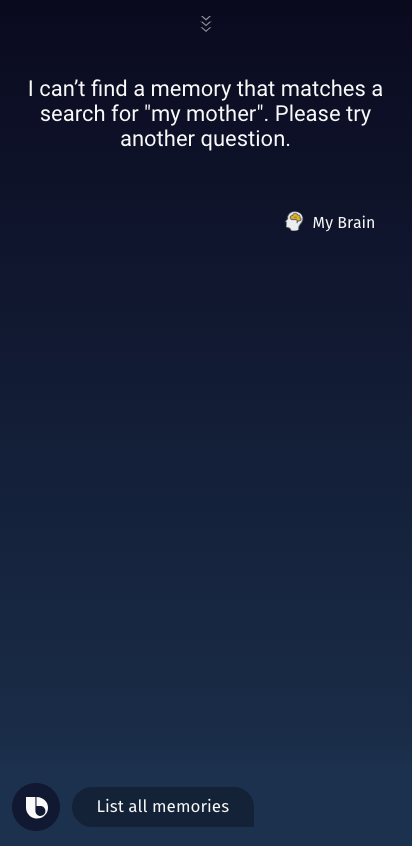 I can’t find a memory that matches a
search for "my mother". Please try
another question.
My Brain
List all memories